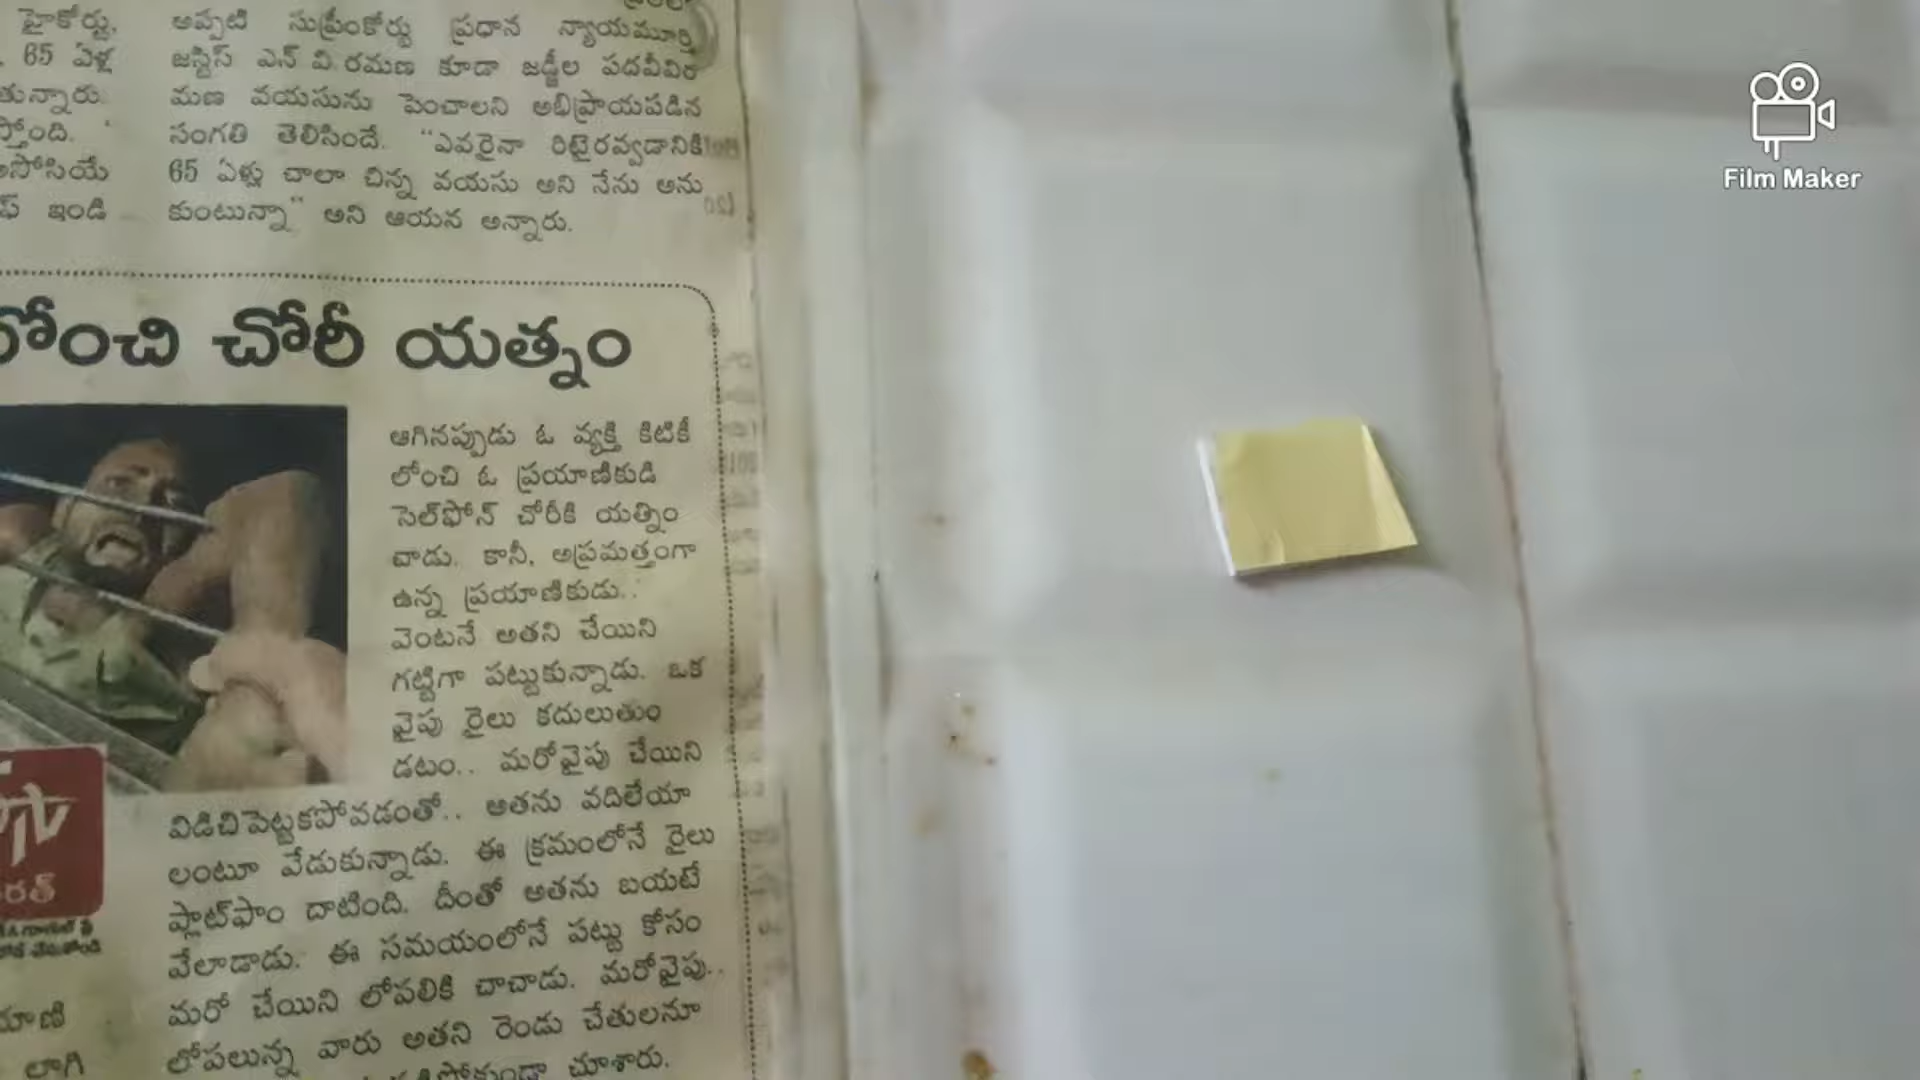 హైకోర్టు,
65 ఏళ్ల
తున్నారు.
స్తోంది. '
సోసియే
ఫ్ ఇండి
అప్పటి సుప్రీంకోర్టు ప్రధాన న్యాయమూర్తి
జస్టిస్ ఎన్ వి రమణ కూడా జడ్జీల పదవీవిర
మణ వయసును పెంచాలని అభిప్రాయపడిన
సంగతి తెలిసిందే. “ఎవరైనా రిటైరవ్వడానికి
65 ఏళ్లు చాలా చిన్న వయసు అని నేను అను
కుంటున్నా” అని ఆయన అన్నారు.
లోంచి చోరీ యత్నం
ఆగినప్పుడు ఓ వ్యక్తి కిటికీ
లోంచి ఓ ప్రయాణికుడి
సెల్‌ఫోన్ చోరీకి యత్నిం
చాడు. కానీ, అప్రమత్తంగా
ఉన్న ప్రయాణికుడు..
వెంటనే అతని చేయిని
గట్టిగా పట్టుకున్నాడు. ఒక
వైపు రైలు కదులుతుం
డటం.. మరోవైపు చేయిని
విడిచిపెట్టకపోవడంతో.. అతను వదిలేయా
లంటూ వేడుకున్నాడు. ఈ క్రమంలోనే రైలు
ప్లాట్‌ఫాం దాటింది. దీంతో అతను బయటే
వేలాడాడు. ఈ సమయంలోనే పట్టు కోసం
మరో చేయిని లోపలికి చాచాడు. మరోవైపు..
లోపలున్న వారు అతని రెండు చేతులనూ
చూశారు.
లాగి
Film Maker